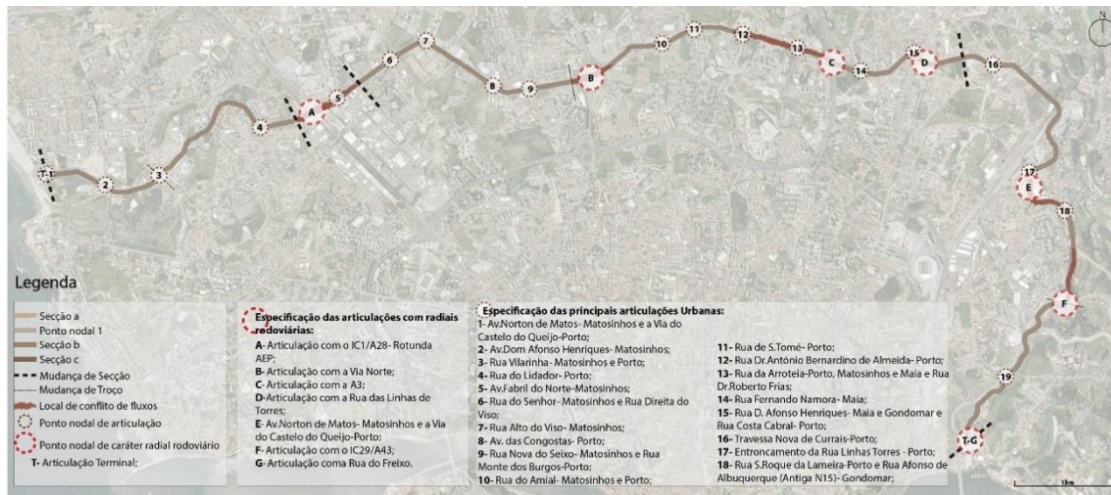 N
7
11
10
12
13
6
B
C
14
15
D
16
8
9
A
5
4
T-1
2
3
17
E
18
F
19
T-G
1km
Legenda
Secção a
Ponto nodal 1
Secção b
Secção c
Mudança de Secção
Mudança de Troço
Local de conflito de fluxos
Ponto nodal de articulação
Ponto nodal de caráter radial rodoviário
T- Articulação Terminal;
Especificação das articulações com radiais
rodoviárias:
A- Articulação com o IC1/A28- Rotunda
AEP;
B- Articulação com a Via Norte;
C- Articulação com a A3;
D-Articulação com a Rua das Linhas de
Torres;
E- Av.Norton de Matos- Matosinhos e a Via
do Castelo do Queijo-Porto;
F- Articulação com o IC29/A43;
G- Articulação coma Rua do Freixo.
Especificação das principais articulações Urbanas:
1- Av.Norton de Matos- Matosinhos e a Via do
Castelo do Queijo-Porto;
2- Av.Dom Afonso Henriques- Matosinhos;
3- Rua Vilarinha- Matosinhos e Porto;
4- Rua do Lidador- Porto;
5- Av.Fabril do Norte-Matosinhos;
6- Rua do Senhor- Matosinhos e Rua Direita do
Viso;
7- Rua Alto do Viso- Matosinhos;
8- Av. das Congostas- Porto;
9- Rua Nova do Seixo- Matosinhos e Rua
Monte dos Burgos-Porto;
10- Rua do Amial- Matosinhos e Porto;
11- Rua de S.Tomé- Porto;
12- Rua Dr.António Bernardino de Almeida- Porto;
13- Rua da Arroteia-Porto, Matosinhos e Maia e Rua
Dr.Roberto Frias;
14- Rua Fernando Namora- Maia;
15- Rua D. Afonso Henriques- Maia e Gondomar e
Rua Costa Cabral- Porto;
16- Travessa Nova de Currais-Porto;
17- Entroncamento da Rua Linhas Torres - Porto;
18- Rua S.Roque da Lameira-Porto e Rua Afonso de
Albuquerque (Antiga N15)- Gondomar;